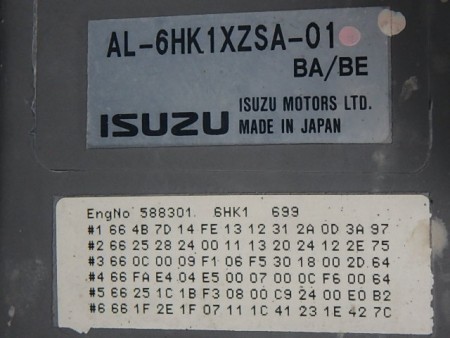 AL-6HK1XZSA-01
BA/BE
ISUZU
ISUZU MOTORS LTD.
MADE IN JAPAN
EngNo 588301. 6HK1 699
#1 66 4B 7D 14 FE 13 12 31 2A 0D 3A 97
#2 66 25 28 24 00 11 13 20 24 12 2E 75
#3 66 0C 00 09 F1 06 F5 30 18 00 2D 64
#4 66 FA E4 04 E5 00 07 00 0C F6 00 64
#5 66 25 1C 1B F3 08 00 C9 24 00 E0 B2
#6 66 1F 2E 1F 07 11 1C 41 23 1E 42 7C